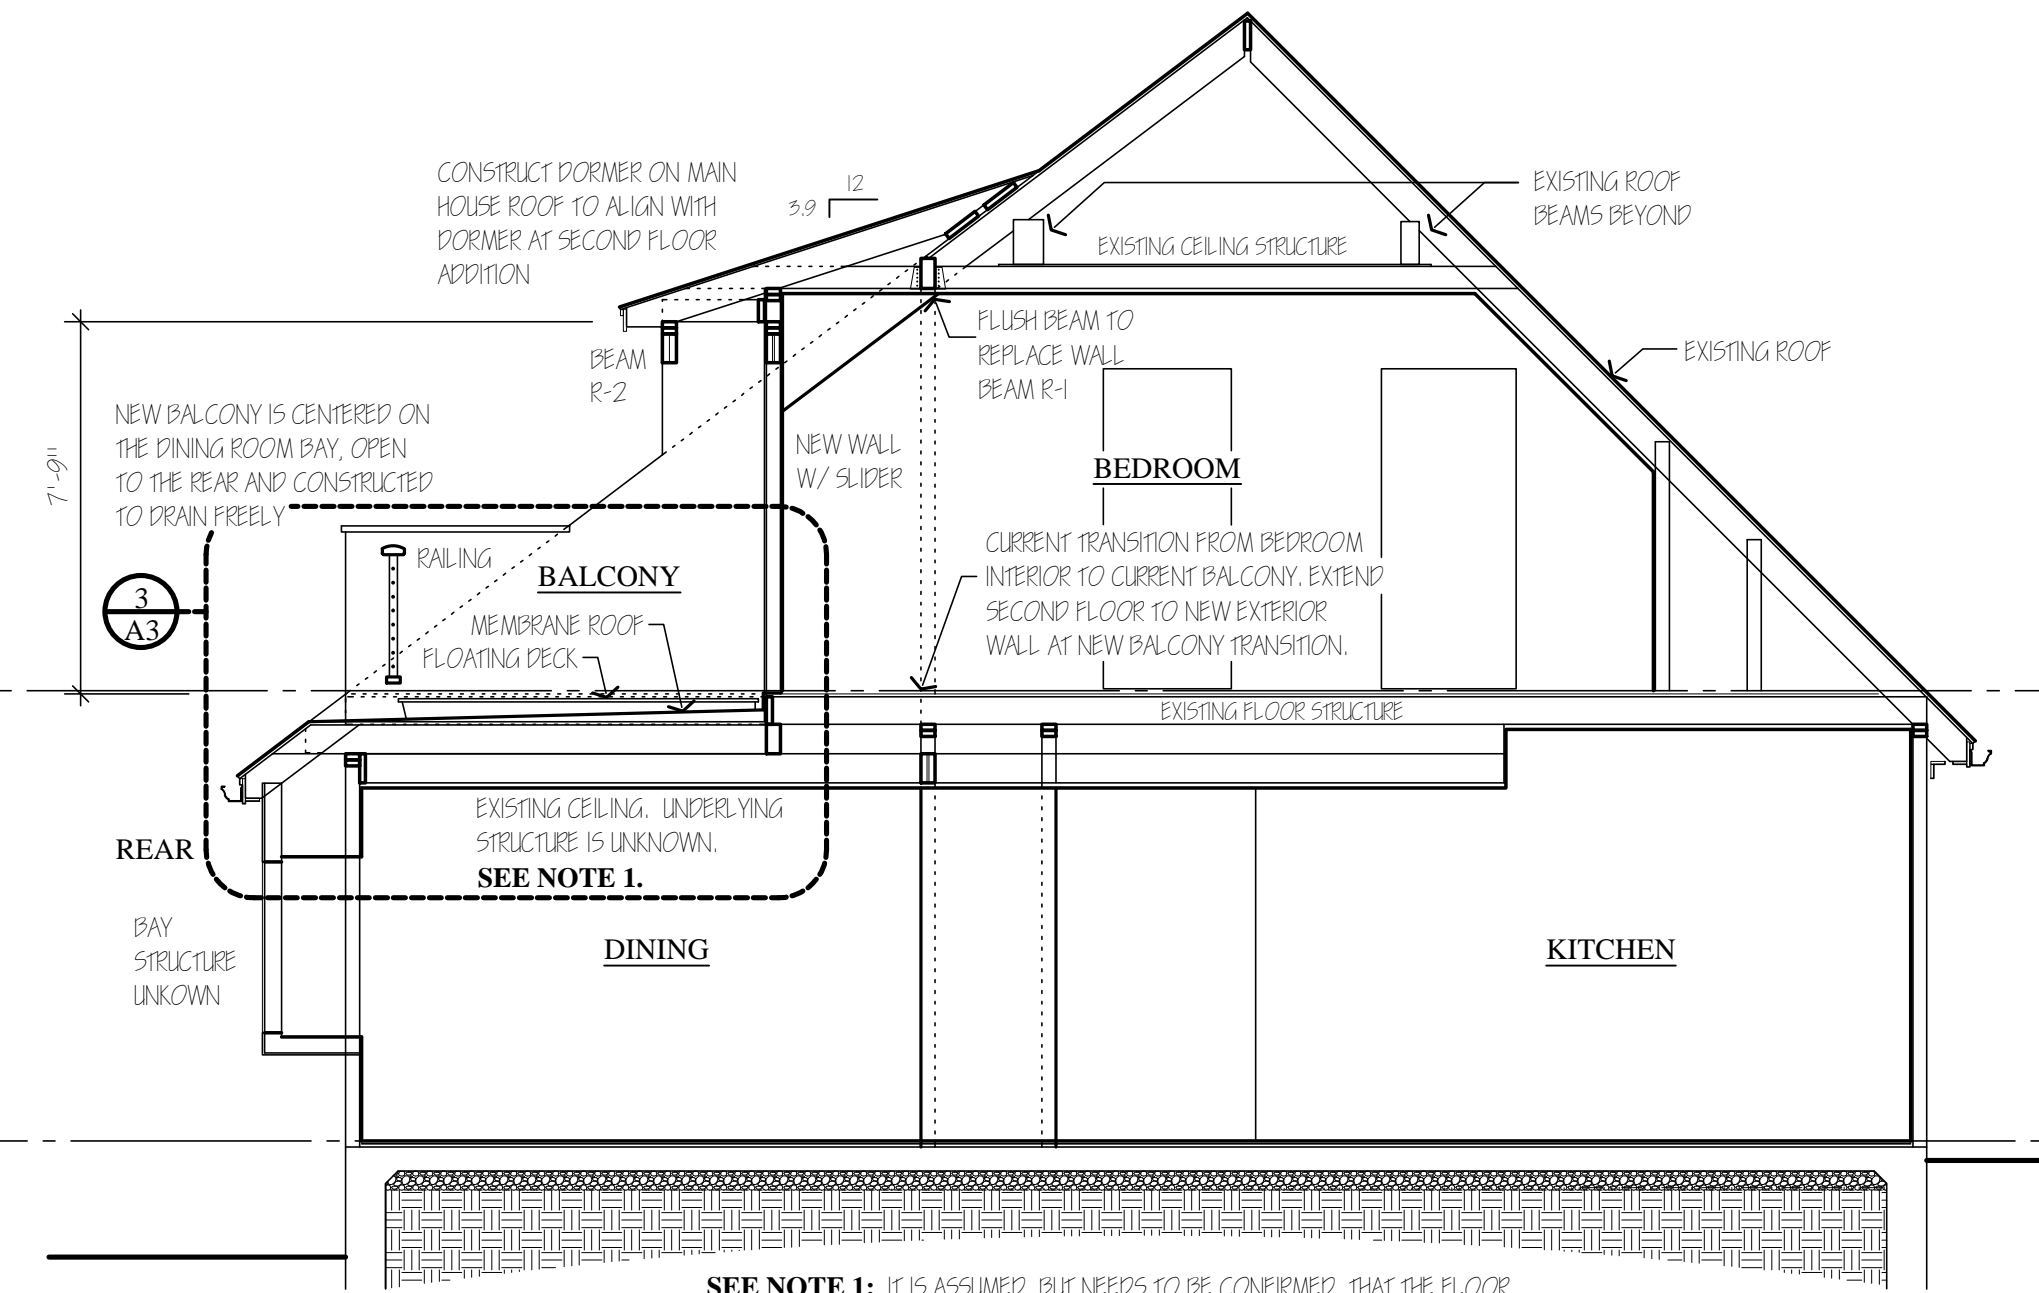 CONSTRUCT DORMER ON MAIN
HOUSE ROOF TO ALIGN WITH
DORMER AT SECOND FLOOR
ADDITION
12
3.9
EXISTING ROOF
BEAMS BEYOND
EXISTING CEILING STRUCTURE
FLUSH BEAM TO
REPLACE WALL
BEAM R-1
BEAM
R-2
EXISTING ROOF
7'-9"
NEW BALCONY IS CENTERED ON
THE DINING ROOM BAY, OPEN
TO THE REAR AND CONSTRUCTED
TO DRAIN FREELY
NEW WALL
W/ SLIDER
BEDROOM
RAILING
BALCONY
CURRENT TRANSITION FROM BEDROOM
INTERIOR TO CURRENT BALCONY. EXTEND
SECOND FLOOR TO NEW EXTERIOR
WALL AT NEW BALCONY TRANSITION.
3
A3
MEMBRANE ROOF
FLOATING DECK
EXISTING FLOOR STRUCTURE
EXISTING CEILING. UNDERLYING
STRUCTURE IS UNKNOWN.
SEE NOTE 1.
REAR
BAY
STRUCTURE
UNKOWN
DINING
KITCHEN
SEE NOTE 1: IT IS ASSUMED, BUT NEEDS TO BE CONFIRMED, THAT THE FLOOR